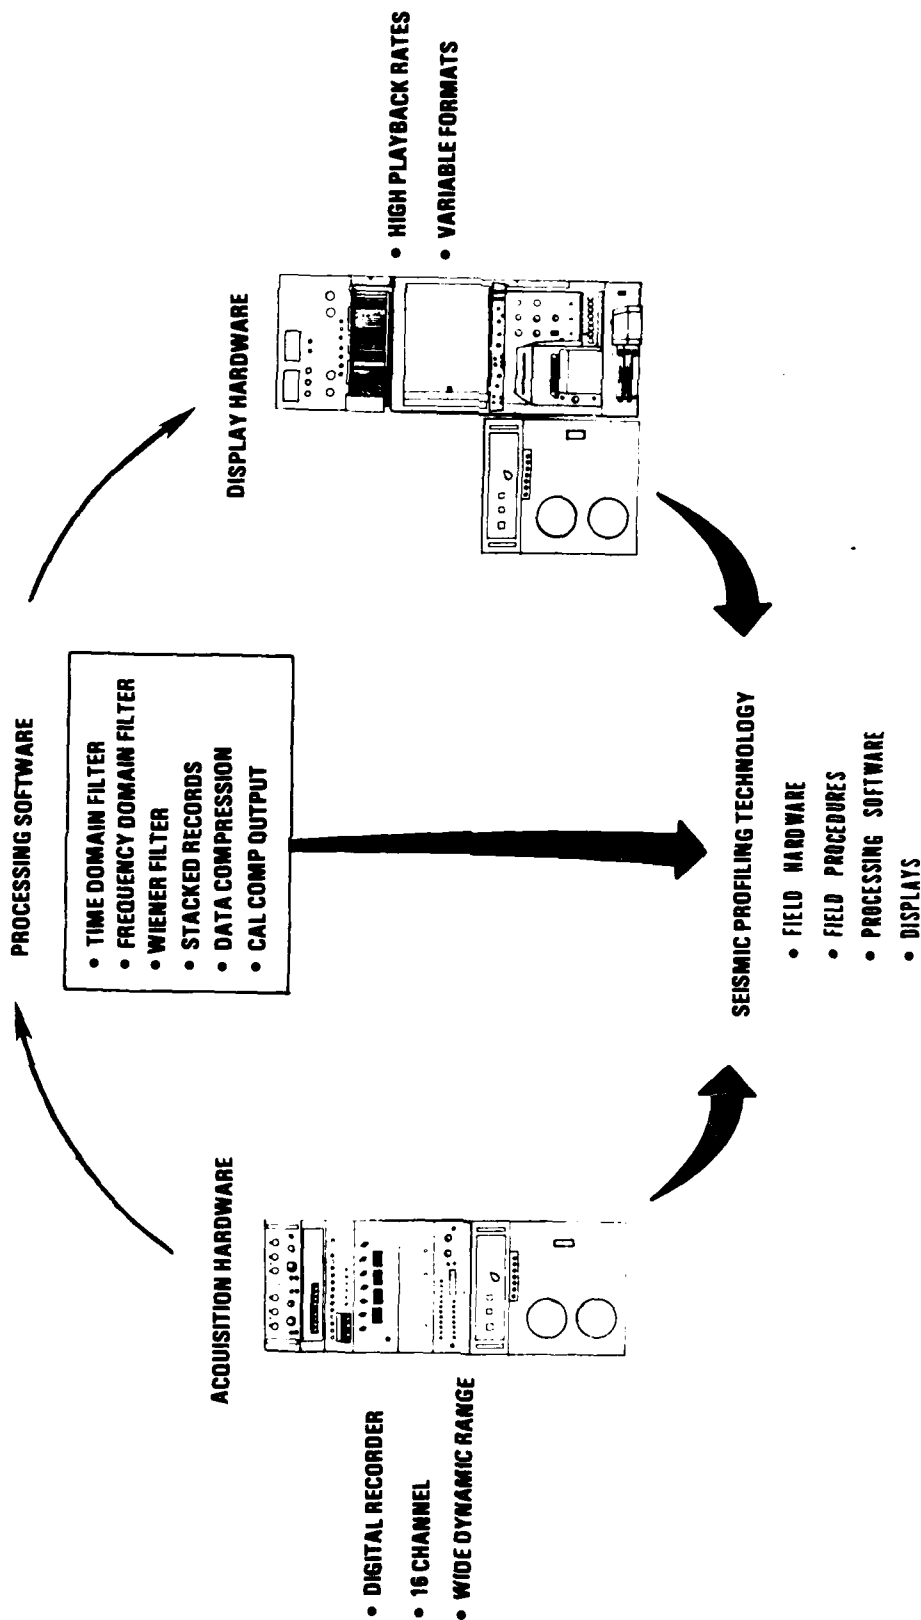 PROCESSING SOFTWARE
• TIME DOMAIN FILTER
• FREQUENCY DOMAIN FILTER
• WIENER FILTER
• STACKED RECORDS
• DATA COMPRESSION
• CAL COMP OUTPUT
ACQUISITION HARDWARE
• DIGITAL RECORDER
• 16 CHANNEL
• WIDE DYNAMIC RANGE
DISPLAY HARDWARE
• HIGH PLAYBACK RATES
• VARIABLE FORMATS
SEISMIC PROFILING TECHNOLOGY
• FIELD HARDWARE
• FIELD PROCEDURES
• PROCESSING SOFTWARE
• DISPLAYS